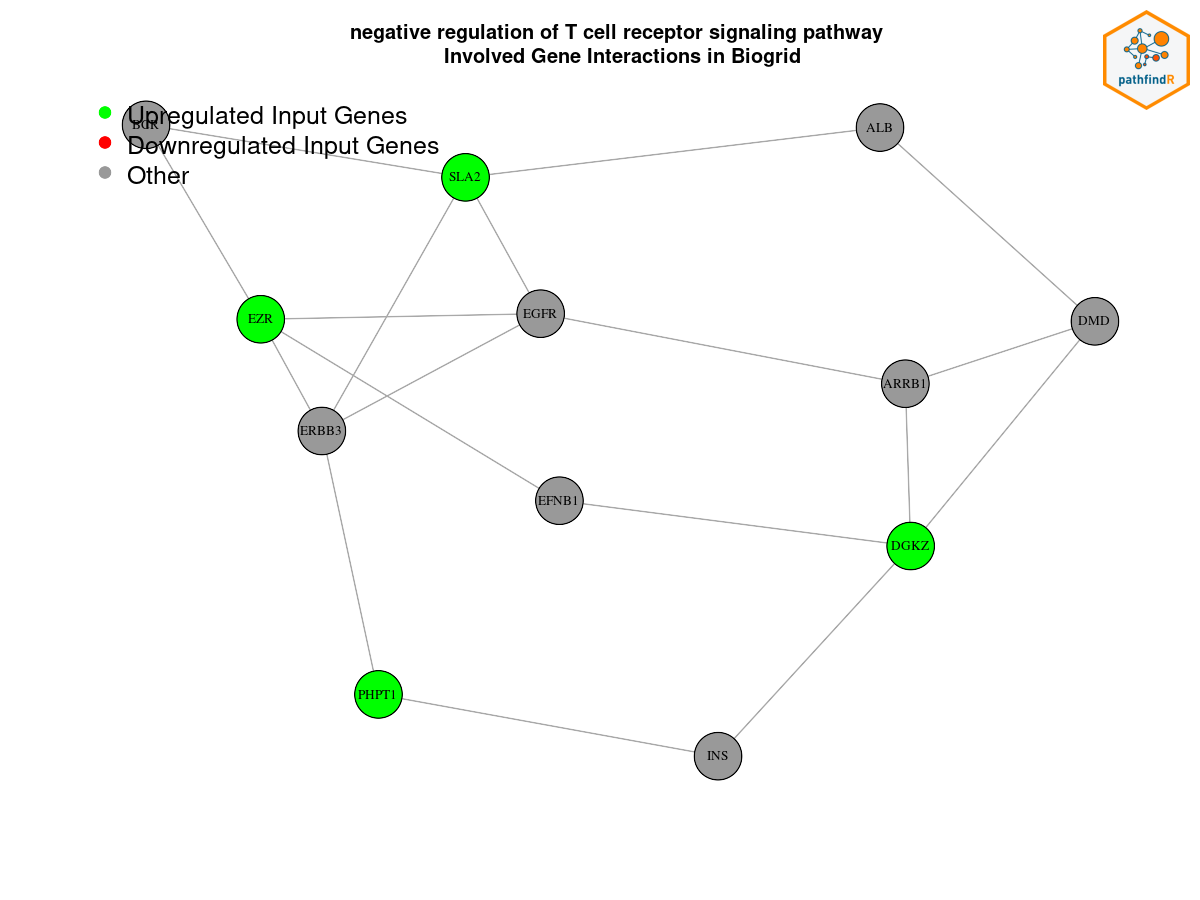 negative regulation of T cell receptor signaling pathway
Involved Gene Interactions in Biogrid
pathfindR
Upregulated Input Genes
Downregulated Input Genes
Other
ALB
SLA2
EZR
EGFR
DMD
ARRB1
ERBB3
EFNB1
DGKZ
PHPT1
INS